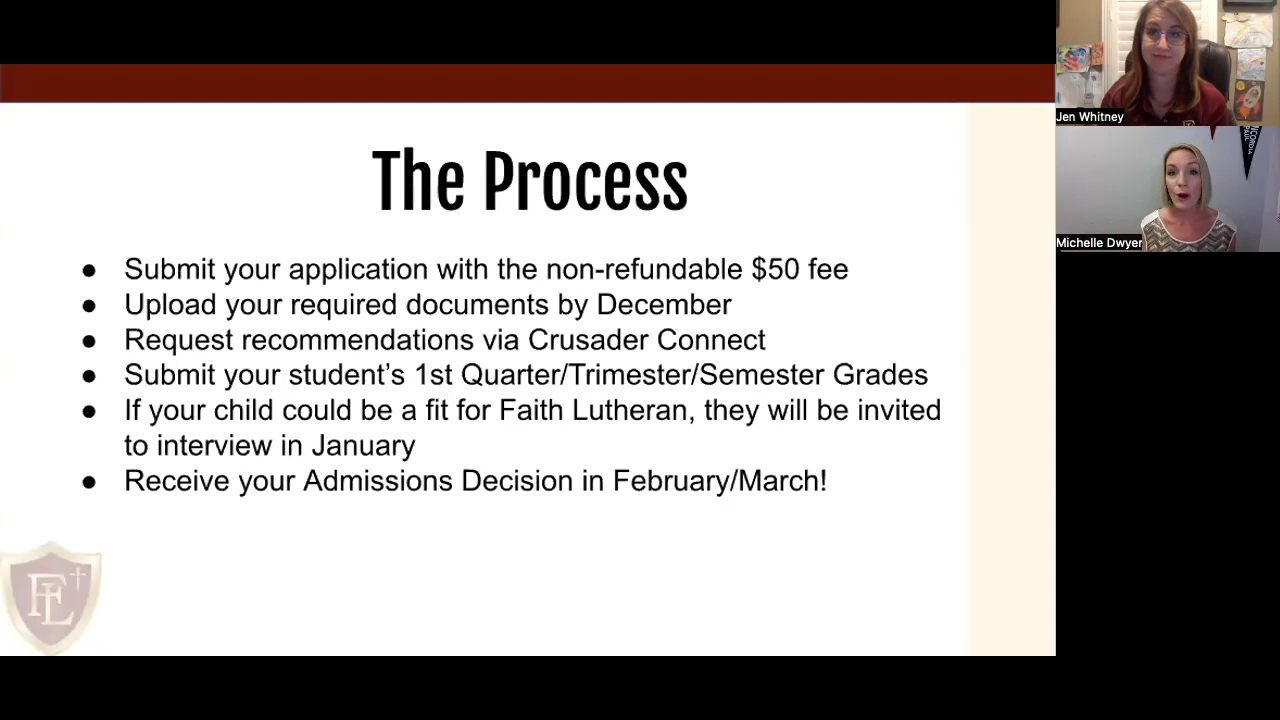 The Process
● Submit your application with the non-refundable $50 fee
● Upload your required documents by December
● Request recommendations via Crusader Connect
● Submit your student’s 1st Quarter/Trimester/Semester Grades
● If your child could be a fit for Faith Lutheran, they will be invited
to interview in January
● Receive your Admissions Decision in February/March!
FL
Jen Whitney
Michelle Dwyer